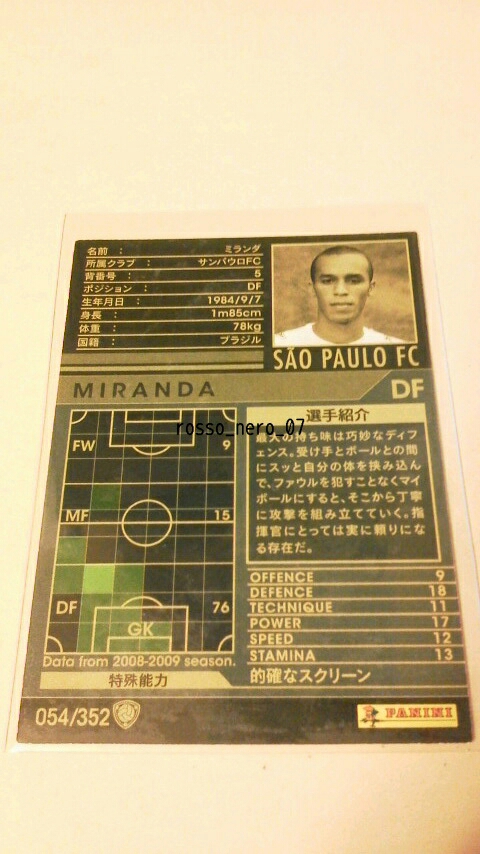 名前 : ミランダ
所属クラブ : サンパウロFC
背番号 : 5
ポジション : DF
生年月日 : 1984/9/7
身長 : 1m85cm
体重 : 78kg
国籍 : ブラジル
SÃO PAULO FC
MIRANDA DF
rosso_nero_07
FW 9
MF 15
DF 76
GK
Data from 2008-2009 season.
選手紹介
最大の持ち味は巧妙なディフ
ェンス。受け手とボールとの間
にスッと自分の体を挟み込ん
で、ファウルを犯すことなくマイ
ボールにすると、そこから丁寧
に攻撃を組み立てていく。指
揮官にとっては実に頼りにな
る存在だ。
OFFENCE 9
DEFENCE 18
TECHNIQUE 11
POWER 17
SPEED 12
STAMINA 13
特殊能力 的確なスクリーン
054/352
PANINI